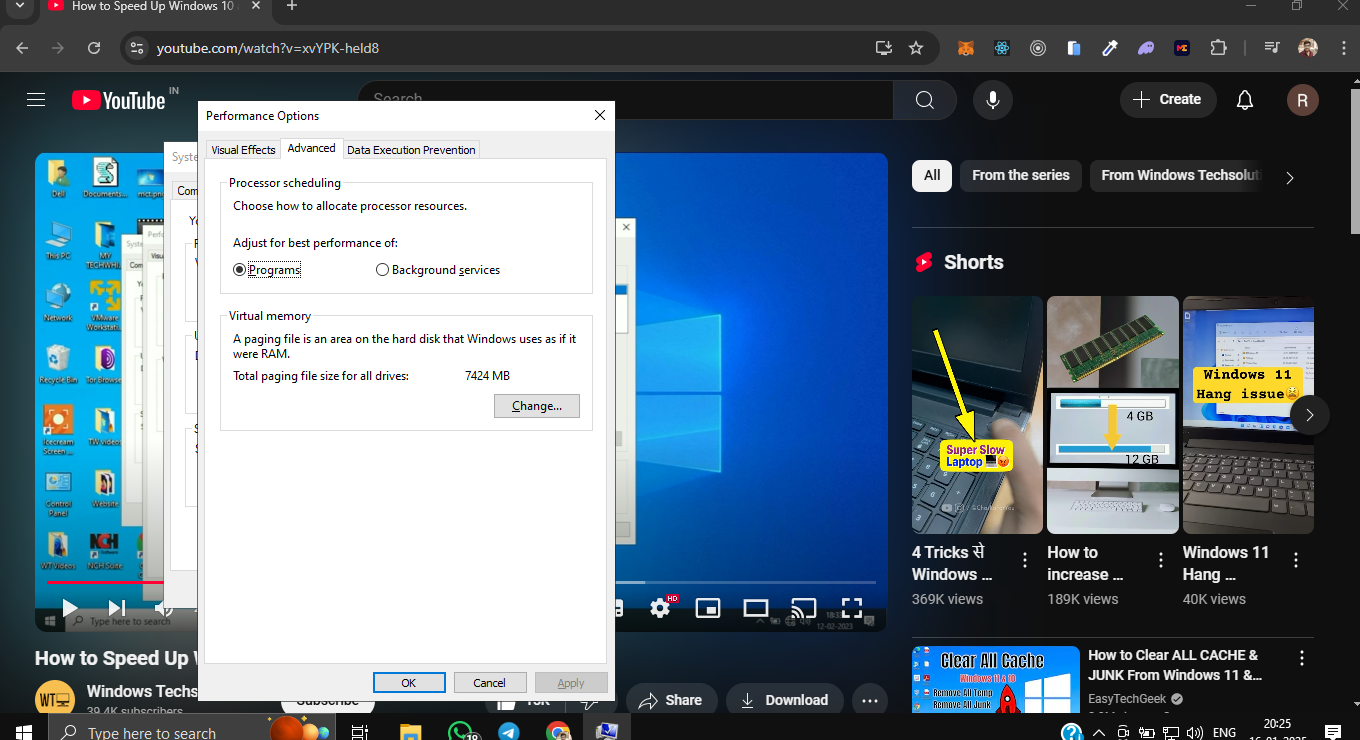 How to Speed Up Windows 10
youtube.com/watch?v=xvYPK-held8
YouTube IN
Search
Create
R
Performance Options
Visual Effects
Advanced
Data Execution Prevention
Processor scheduling
Choose how to allocate processor resources.
Adjust for best performance of:
Programs
Background services
Virtual memory
A paging file is an area on the hard disk that Windows uses as if it
were RAM.
Total paging file size for all drives:
7424 MB
Change...
OK
Cancel
Apply
Dell
Documents...
This PC
Network
VMware
Workstati...
Recycle Bin
Tor Browser
Icecream
Screen ...
TW videos
Control
Panel
Website
WT Videos
NCH Suite
Type here to search
HD
12-02-2023
How to Speed Up
WT
Windows Techs
39.4K subscribers
Subscribe
Share
Download
All
From the series
From Windows Techsoluti
Shorts
Super Slow
Laptop
4 GB
12 GB
Windows 11
Hang issue
4 Tricks से
Windows ...
369K views
How to
increase ...
189K views
Windows 11
Hang ...
40K views
Clear All Cache
Windows 11 & 10
Remove All Temp
Remove All Junk
How to Clear ALL CACHE &
JUNK From Windows 11 &...
EasyTechGeek
Type here to search
ENG
20:25
16-01-2025